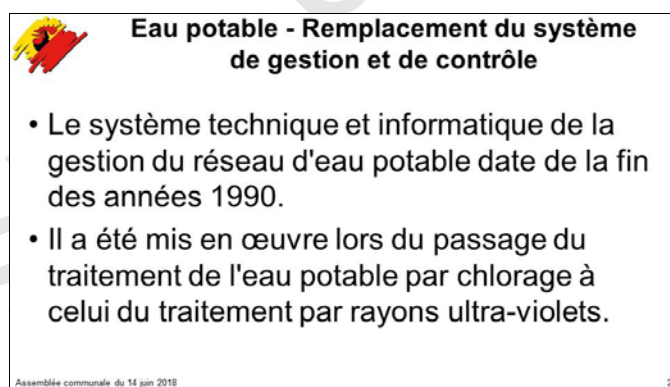 Eau potable - Remplacement du système
de gestion et de contrôle
• Le système technique et informatique de la
gestion du réseau d'eau potable date de la fin
des années 1990.
• Il a été mis en œuvre lors du passage du
traitement de l'eau potable par chlorage à
celui du traitement par rayons ultra-violets.
Assemblée communale du 14 juin 2018